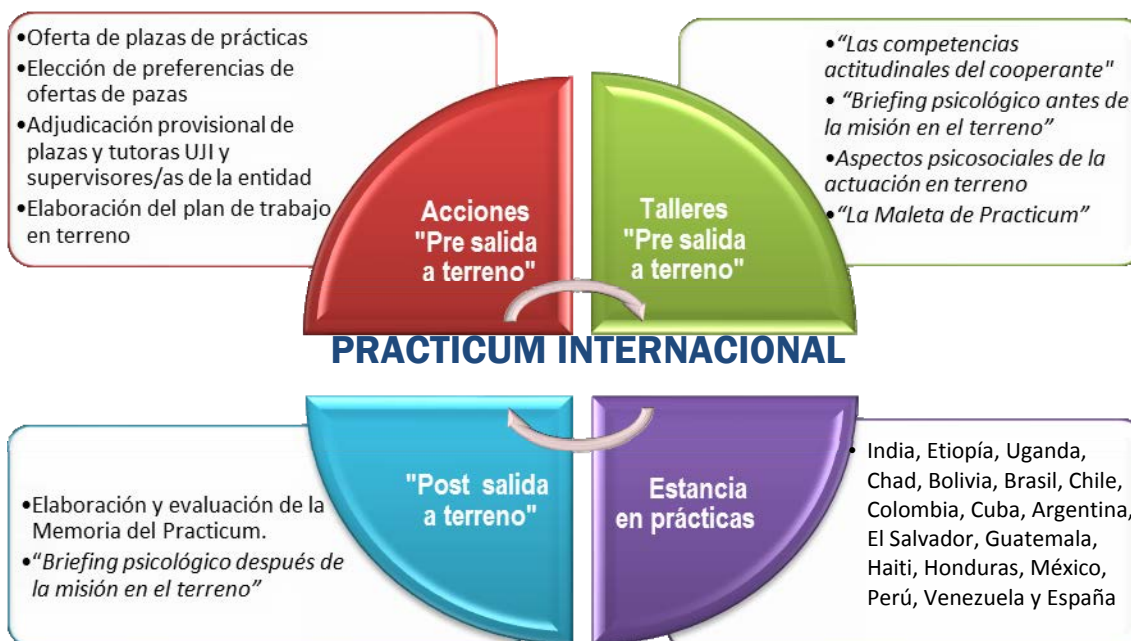 •Oferta de plazas de prácticas
•Elección de preferencias de
ofertas de pazas
•Adjudicación provisional de
plazas y tutoras UJI y
supervisores/as de la entidad
•Elaboración del plan de trabajo
en terreno
Acciones
"Pre salida
a terreno"
Talleres
"Pre salida
a terreno"
•“Las competencias
actitudinales del cooperante"
• “Briefing psicológico antes de
la misión en el terreno”
•Aspectos psicosociales de la
actuación en terreno
•“La Maleta de Practicum”
PRACTICUM INTERNACIONAL
•Elaboración y evaluación de la
Memoria del Practicum.
•“Briefing psicológico después de
la misión en el terreno”
"Post salida
a terreno"
Estancia
en prácticas
• India, Etiopía, Uganda,
Chad, Bolivia, Brasil, Chile,
Colombia, Cuba, Argentina,
El Salvador, Guatemala,
Haiti, Honduras, México,
Perú, Venezuela y España